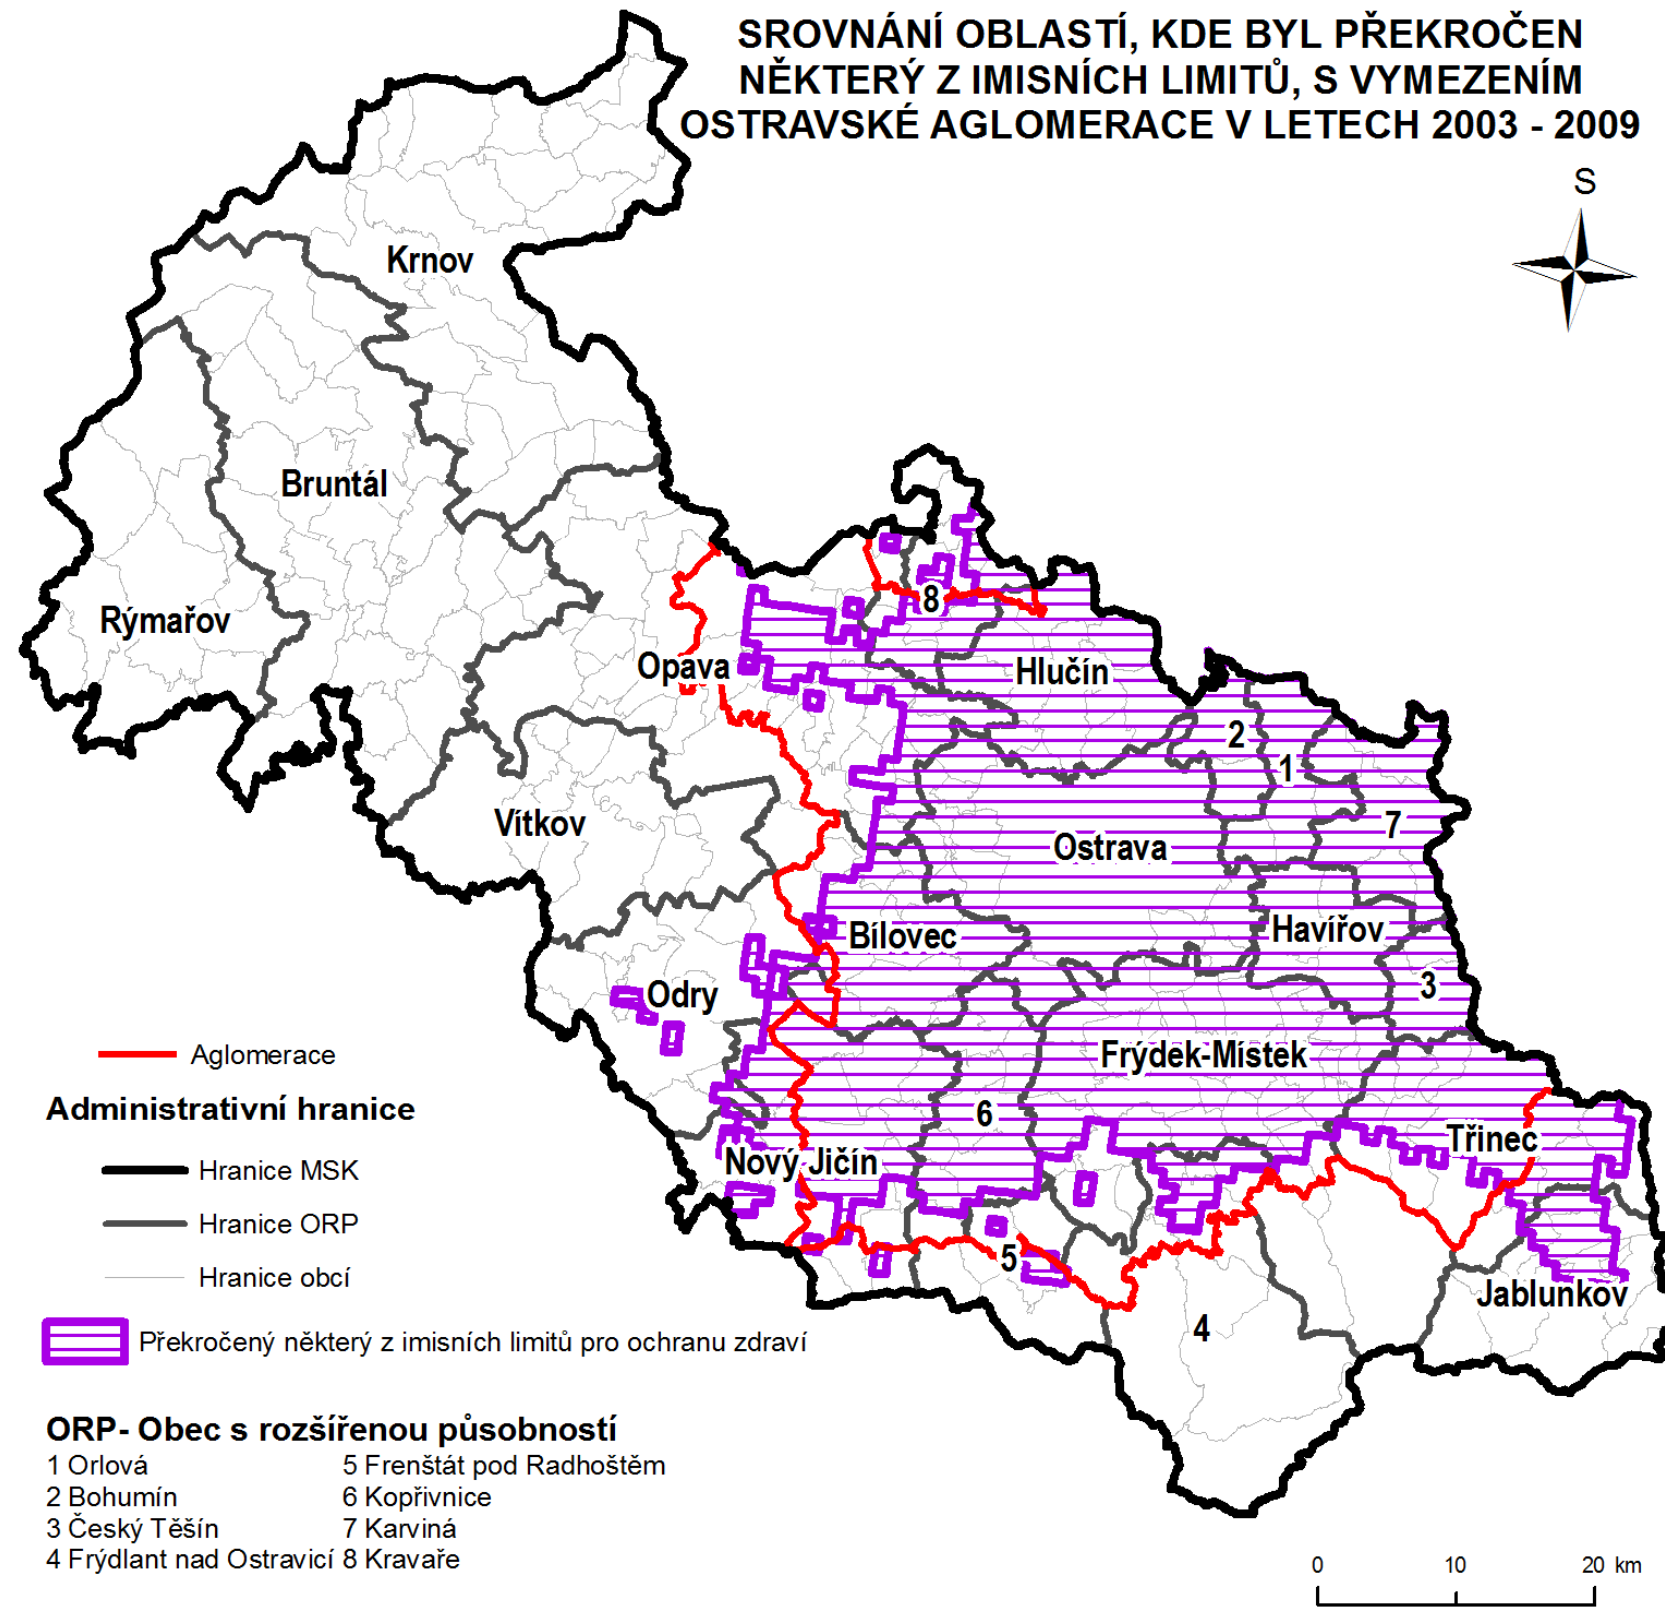 SROVNÁNÍ OBLASTÍ, KDE BYL PŘEKROČEN
NĚKTERÝ Z IMISNÍCH LIMITŮ, S VYMEZENÍM
OSTRAVSKÉ AGLOMERACE V LETECH 2003 - 2009
S
Krnov
Bruntál
Rýmařov
8
Opava
Hlučín
2
1
Vítkov
7
Ostrava
Havířov
Bílovec
3
Odry
Frýdek-Místek
6
Třinec
Nový Jičín
5
Jablunkov
4
Aglomerace
Administrativní hranice
Hranice MSK
Hranice ORP
Hranice obcí
Překročený některý z imisních limitů pro ochranu zdraví
ORP- Obec s rozšířenou působností
1 Orlová
2 Bohumín
3 Český Těšín
4 Frýdlant nad Ostravicí
5 Frenštát pod Radhoštěm
6 Kopřivnice
7 Karviná
8 Kravaře
0 10 20 km